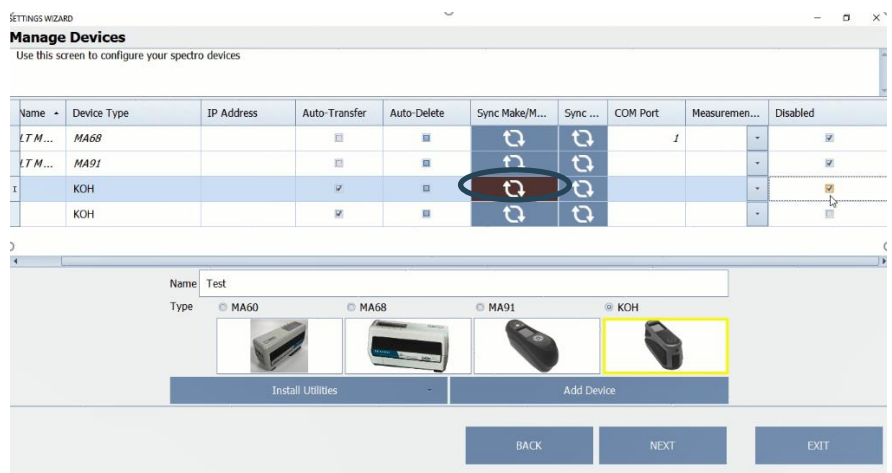 SETTINGS WIZARD
Manage Devices
Use this screen to configure your spectro devices
Name Device Type IP Address Auto-Transfer Auto-Delete Sync Make/M... Sync ... COM Port Measuremen... Disabled
LT M... MA68 1
LT M... MA91
KOH
KOH
Name Test
Type MA60 MA68 MA91 KOH
Install Utilities Add Device
BACK NEXT EXIT